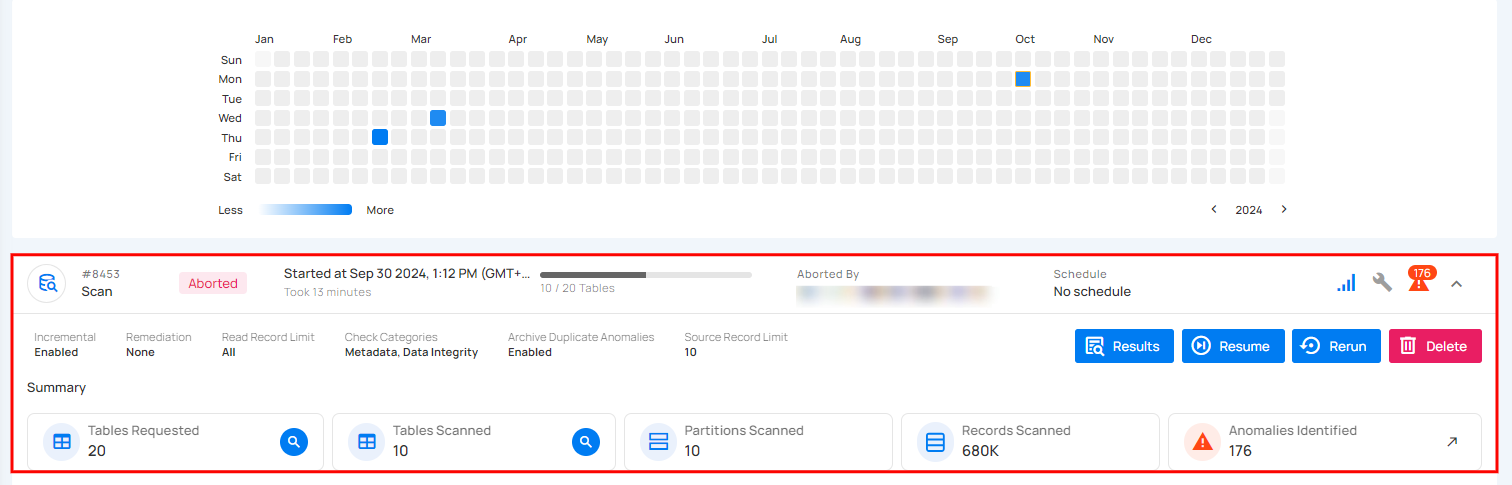 Jan Feb Mar Apr May Jun Jul Aug Sep Oct Nov Dec
Sun
Mon
Tue
Wed
Thu
Fri
Sat
Less More 2024
#8453
Scan
Aborted
Started at Sep 30 2024, 1:12 PM (GMT+...
Took 13 minutes
10 / 20 Tables
Aborted By
Schedule
No schedule
176
Incremental
Enabled
Remediation
None
Read Record Limit
All
Check Categories
Metadata, Data Integrity
Archive Duplicate Anomalies
Enabled
Source Record Limit
10
Results
Resume
Rerun
Delete
Summary
Tables Requested
20
Tables Scanned
10
Partitions Scanned
10
Records Scanned
680K
Anomalies Identified
176